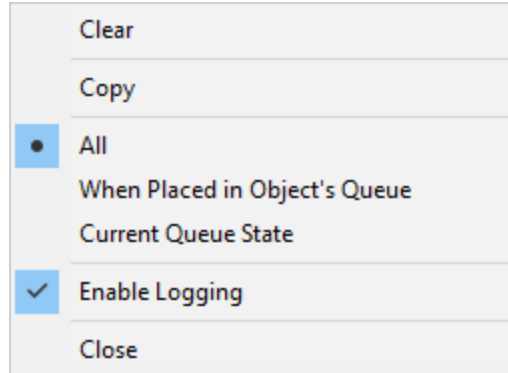 Clear
Copy
All
When Placed in Object's Queue
Current Queue State
Enable Logging
Close